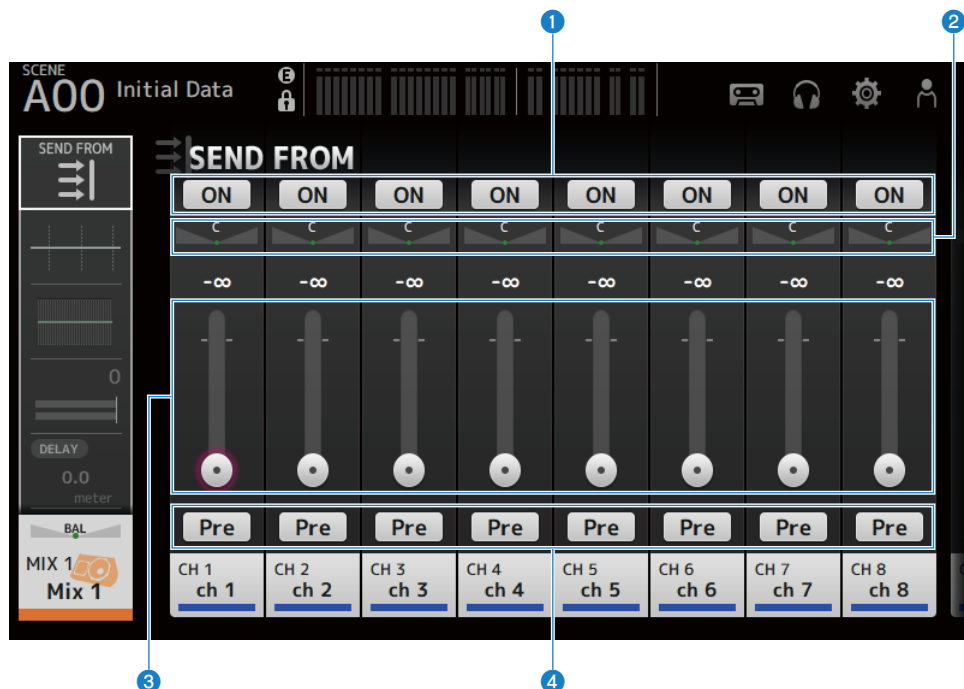 1
2
SCENE
A00 Initial Data
E
SEND FROM
SEND FROM
ON ON ON ON ON ON ON ON
C C C C C C C C
-∞ -∞ -∞ -∞ -∞ -∞ -∞ -∞
0
DELAY
0.0
meter
BAL
MIX 1
Mix 1
Pre Pre Pre Pre Pre Pre Pre Pre
CH 1 CH 2 CH 3 CH 4 CH 5 CH 6 CH 7 CH 8
ch 1 ch 2 ch 3 ch 4 ch 5 ch 6 ch 7 ch 8
3
4